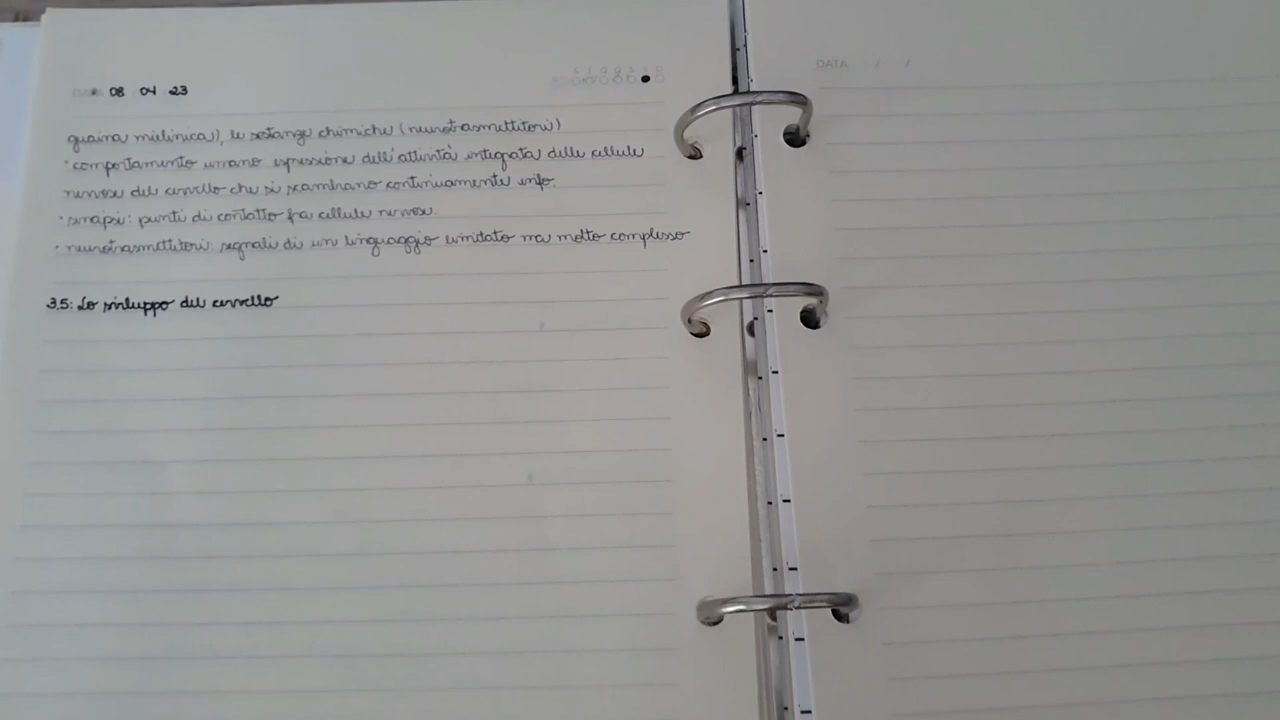 08 04 23
DATA / /
guaina mielinica), le sostanze chimiche (neurotrasmettitori)
• comportamento umano espressione dell'attività integrata delle cellule
nervose del cervello che si scambiano continuamente info.
• sinapsi: punti di contatto fra cellule nervose.
• neurotrasmettitori: segnali di un linguaggio limitato ma molto complesso
3.5: Lo sviluppo del cervello